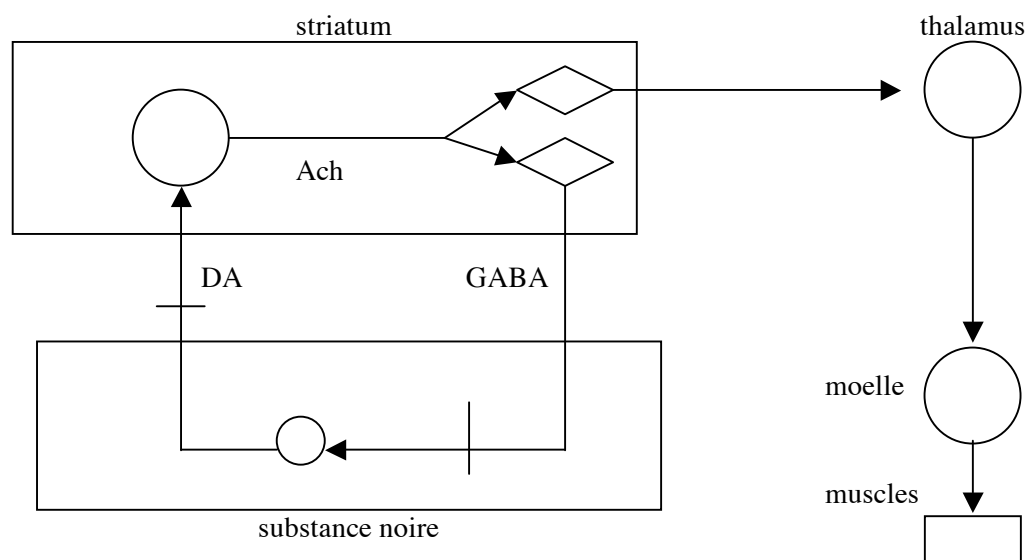 striatum
thalamus
Ach
DA
GABA
moelle
muscles
substance noire